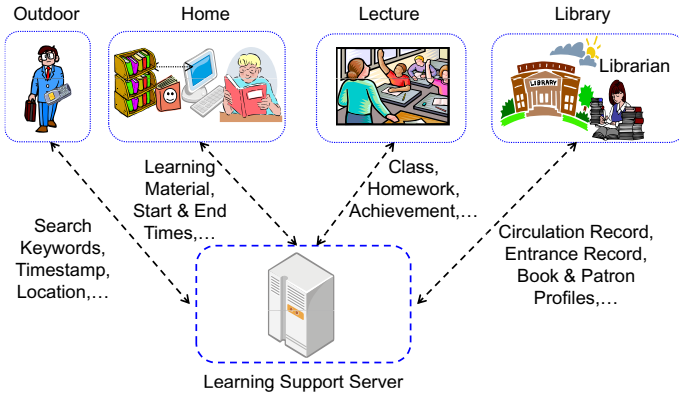 Outdoor
Home
Lecture
Library
LIBRARY
Librarian
Learning
Material,
Start & End
Times,…
Class,
Homework,
Achievement,…
Search
Keywords,
Timestamp,
Location,…
Circulation Record,
Entrance Record,
Book & Patron
Profiles,…
Learning Support Server